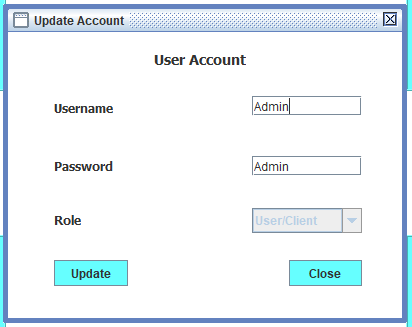 Update Account
User Account
Username Admin
Password Admin
Role User/Client
Update Close